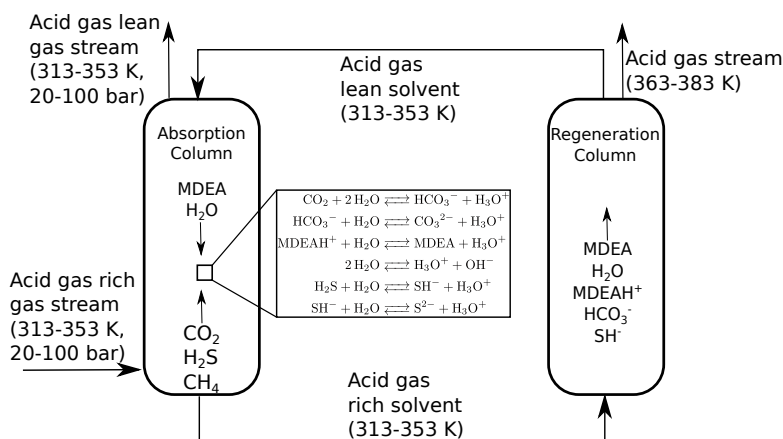 Acid gas lean
gas stream
(313-353 K,
20-100 bar)
Acid gas
lean solvent
(313-353 K)
Acid gas stream
(363-383 K)
Absorption
Column
MDEA
H₂O
Regeneration
Column
CO₂ + 2 H₂O ⇌ HCO₃⁻ + H₃O⁺
HCO₃⁻ + H₂O ⇌ CO₃²⁻ + H₃O⁺
MDEAH⁺ + H₂O ⇌ MDEA + H₃O⁺
2 H₂O ⇌ H₃O⁺ + OH⁻
H₂S + H₂O ⇌ SH⁻ + H₃O⁺
SH⁻ + H₂O ⇌ S²⁻ + H₃O⁺
MDEA
H₂O
MDEAH⁺
HCO₃⁻
SH⁻
Acid gas rich
gas stream
(313-353 K,
20-100 bar)
CO₂
H₂S
CH₄
Acid gas
rich solvent
(313-353 K)